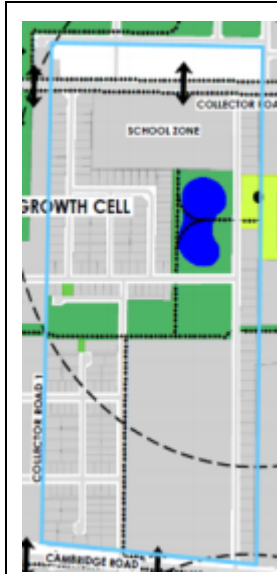 COLLECTOR ROA
SCHOOL ZONE
GROWTH CELL
COLLECTOR ROAD 1
CAMBRIDGE ROAD